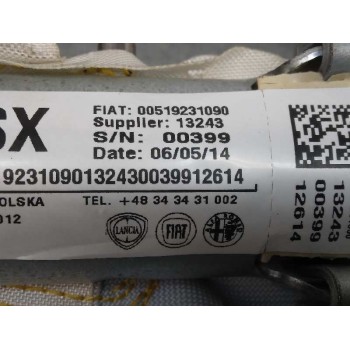 SX
FIAT: 00519231090
Supplier: 13243
S/N: 00399
Date: 06/05/14
9231090132430039912614
OLSKA
TEL. +48 34 34 31 002
012
LANCIA
FIAT
13243
00399
12614